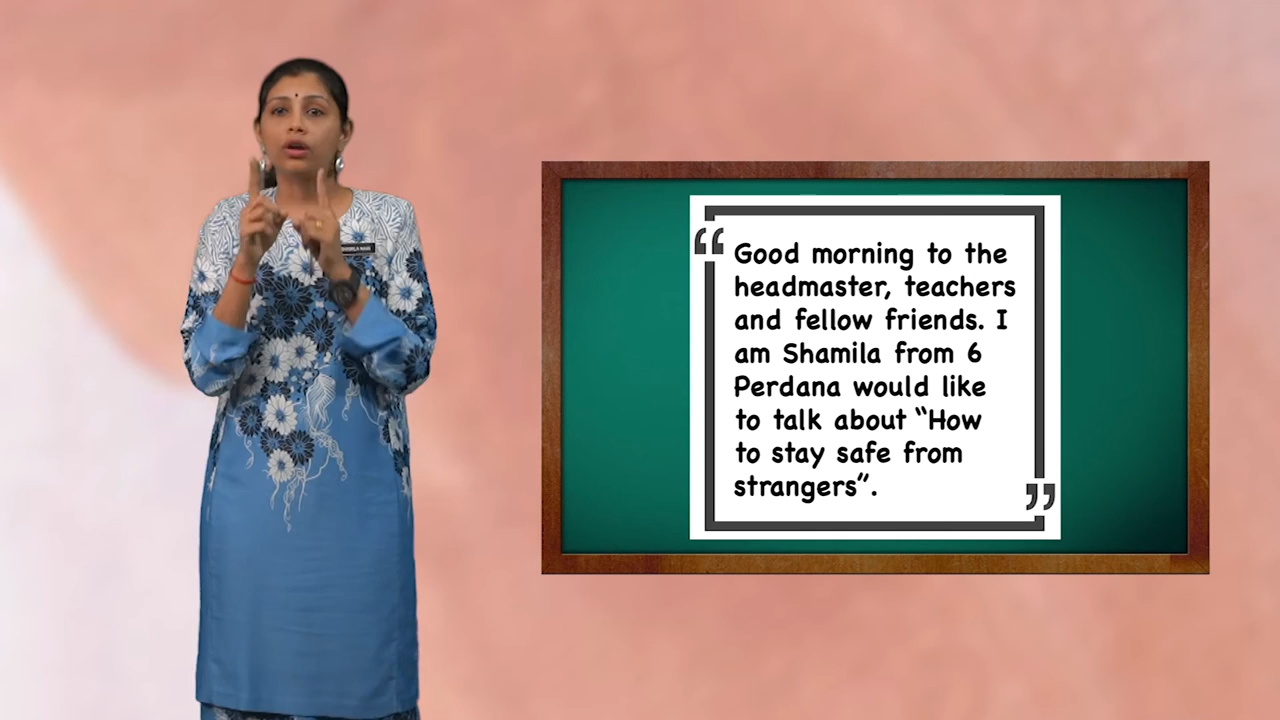 “Good morning to the
headmaster, teachers
and fellow friends. I
am Shamila from 6
Perdana would like
to talk about “How
to stay safe from
strangers”.
”